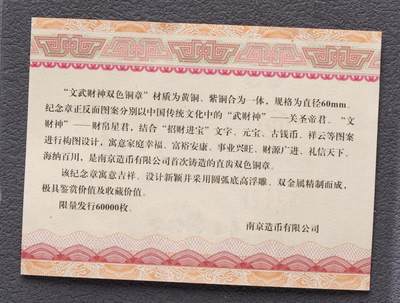 “文武财神双色铜章”材质为黄铜、紫铜合为一体，规格为直径60mm。
纪念章正反面图案分别以中国传统文化中的“武财神”——关圣帝君。“文
财神”——财帛星君，结合“招财进宝”文字、元宝、古钱币、祥云等图案
进行构图设计，寓意家庭幸福、富裕安康、事业兴旺、财源广进、礼信天下、
海纳百川，是南京造币有限公司首次铸造的直齿双色铜章。
该纪念章寓意吉祥。设计新颖并采用圆弧底高浮雕、双金属精制而成，
极具鉴赏价值及收藏价值。
限量发行60000枚。
南京造币有限公司